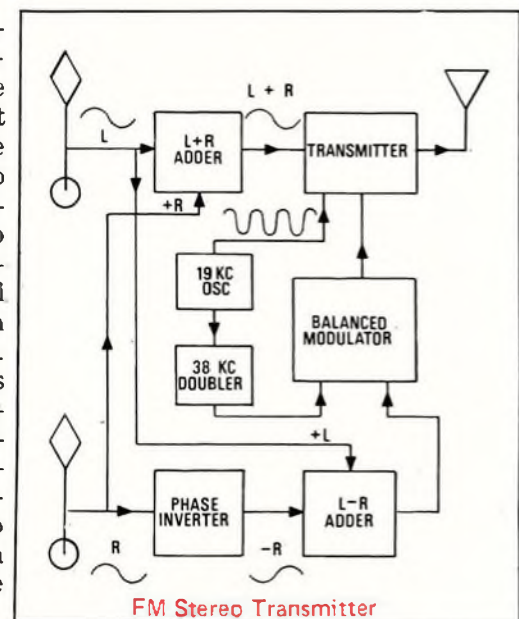 L + R
L
L+R
ADDER
TRANSMITTER
+R
19 KC
OSC
BALANCED
MODULATOR
38 KC
DOUBLER
+L
PHASE
INVERTER
L-R
ADDER
R
-R
FM Stereo Transmitter